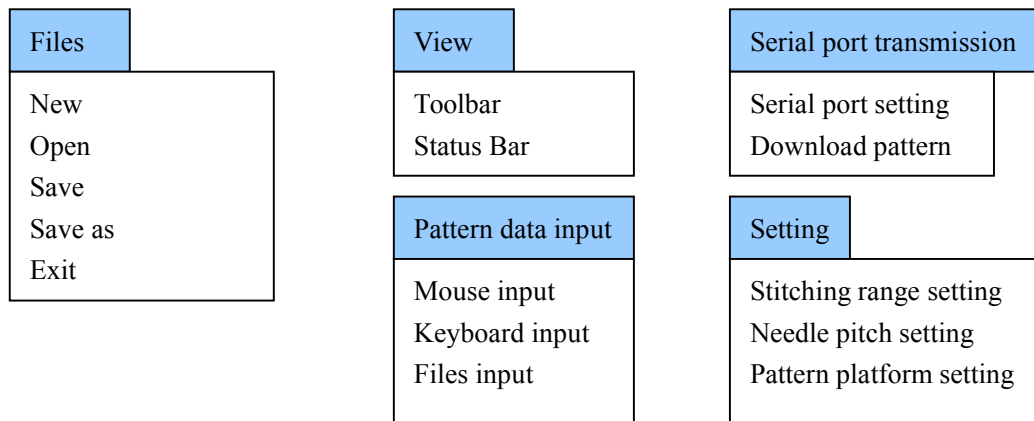 Files
New
Open
Save
Save as
Exit
View
Toolbar
Status Bar
Pattern data input
Mouse input
Keyboard input
Files input
Serial port transmission
Serial port setting
Download pattern
Setting
Stitching range setting
Needle pitch setting
Pattern platform setting